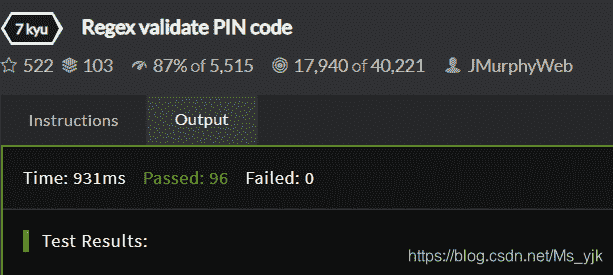 7 kyu Regex validate PIN code
522 103 87% of 5,515 17,940 of 40,221 JMurphyWeb
Instructions Output
Time: 931ms Passed: 96 Failed: 0
Test Results:
https://blog.csdn.net/Ms_yjk